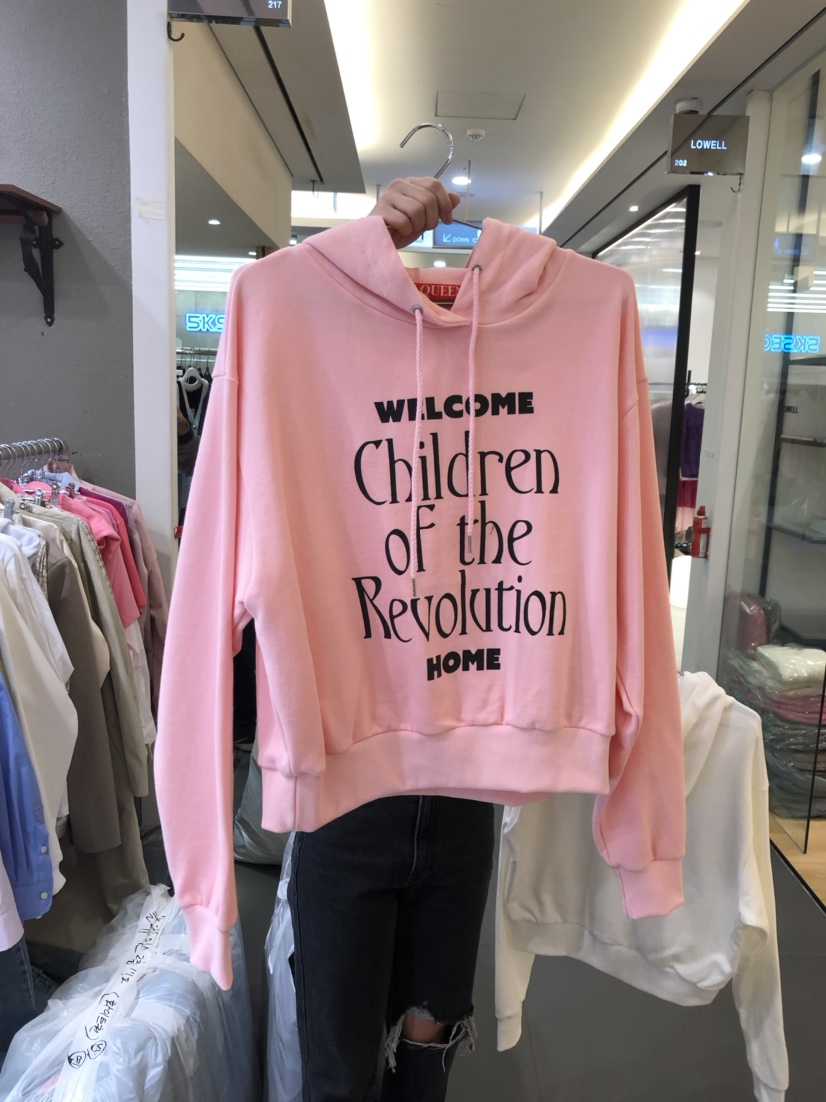 217
LOWELL
202
DOWN
QUEEN
WELCOME
Children
of the
Revolution
HOME